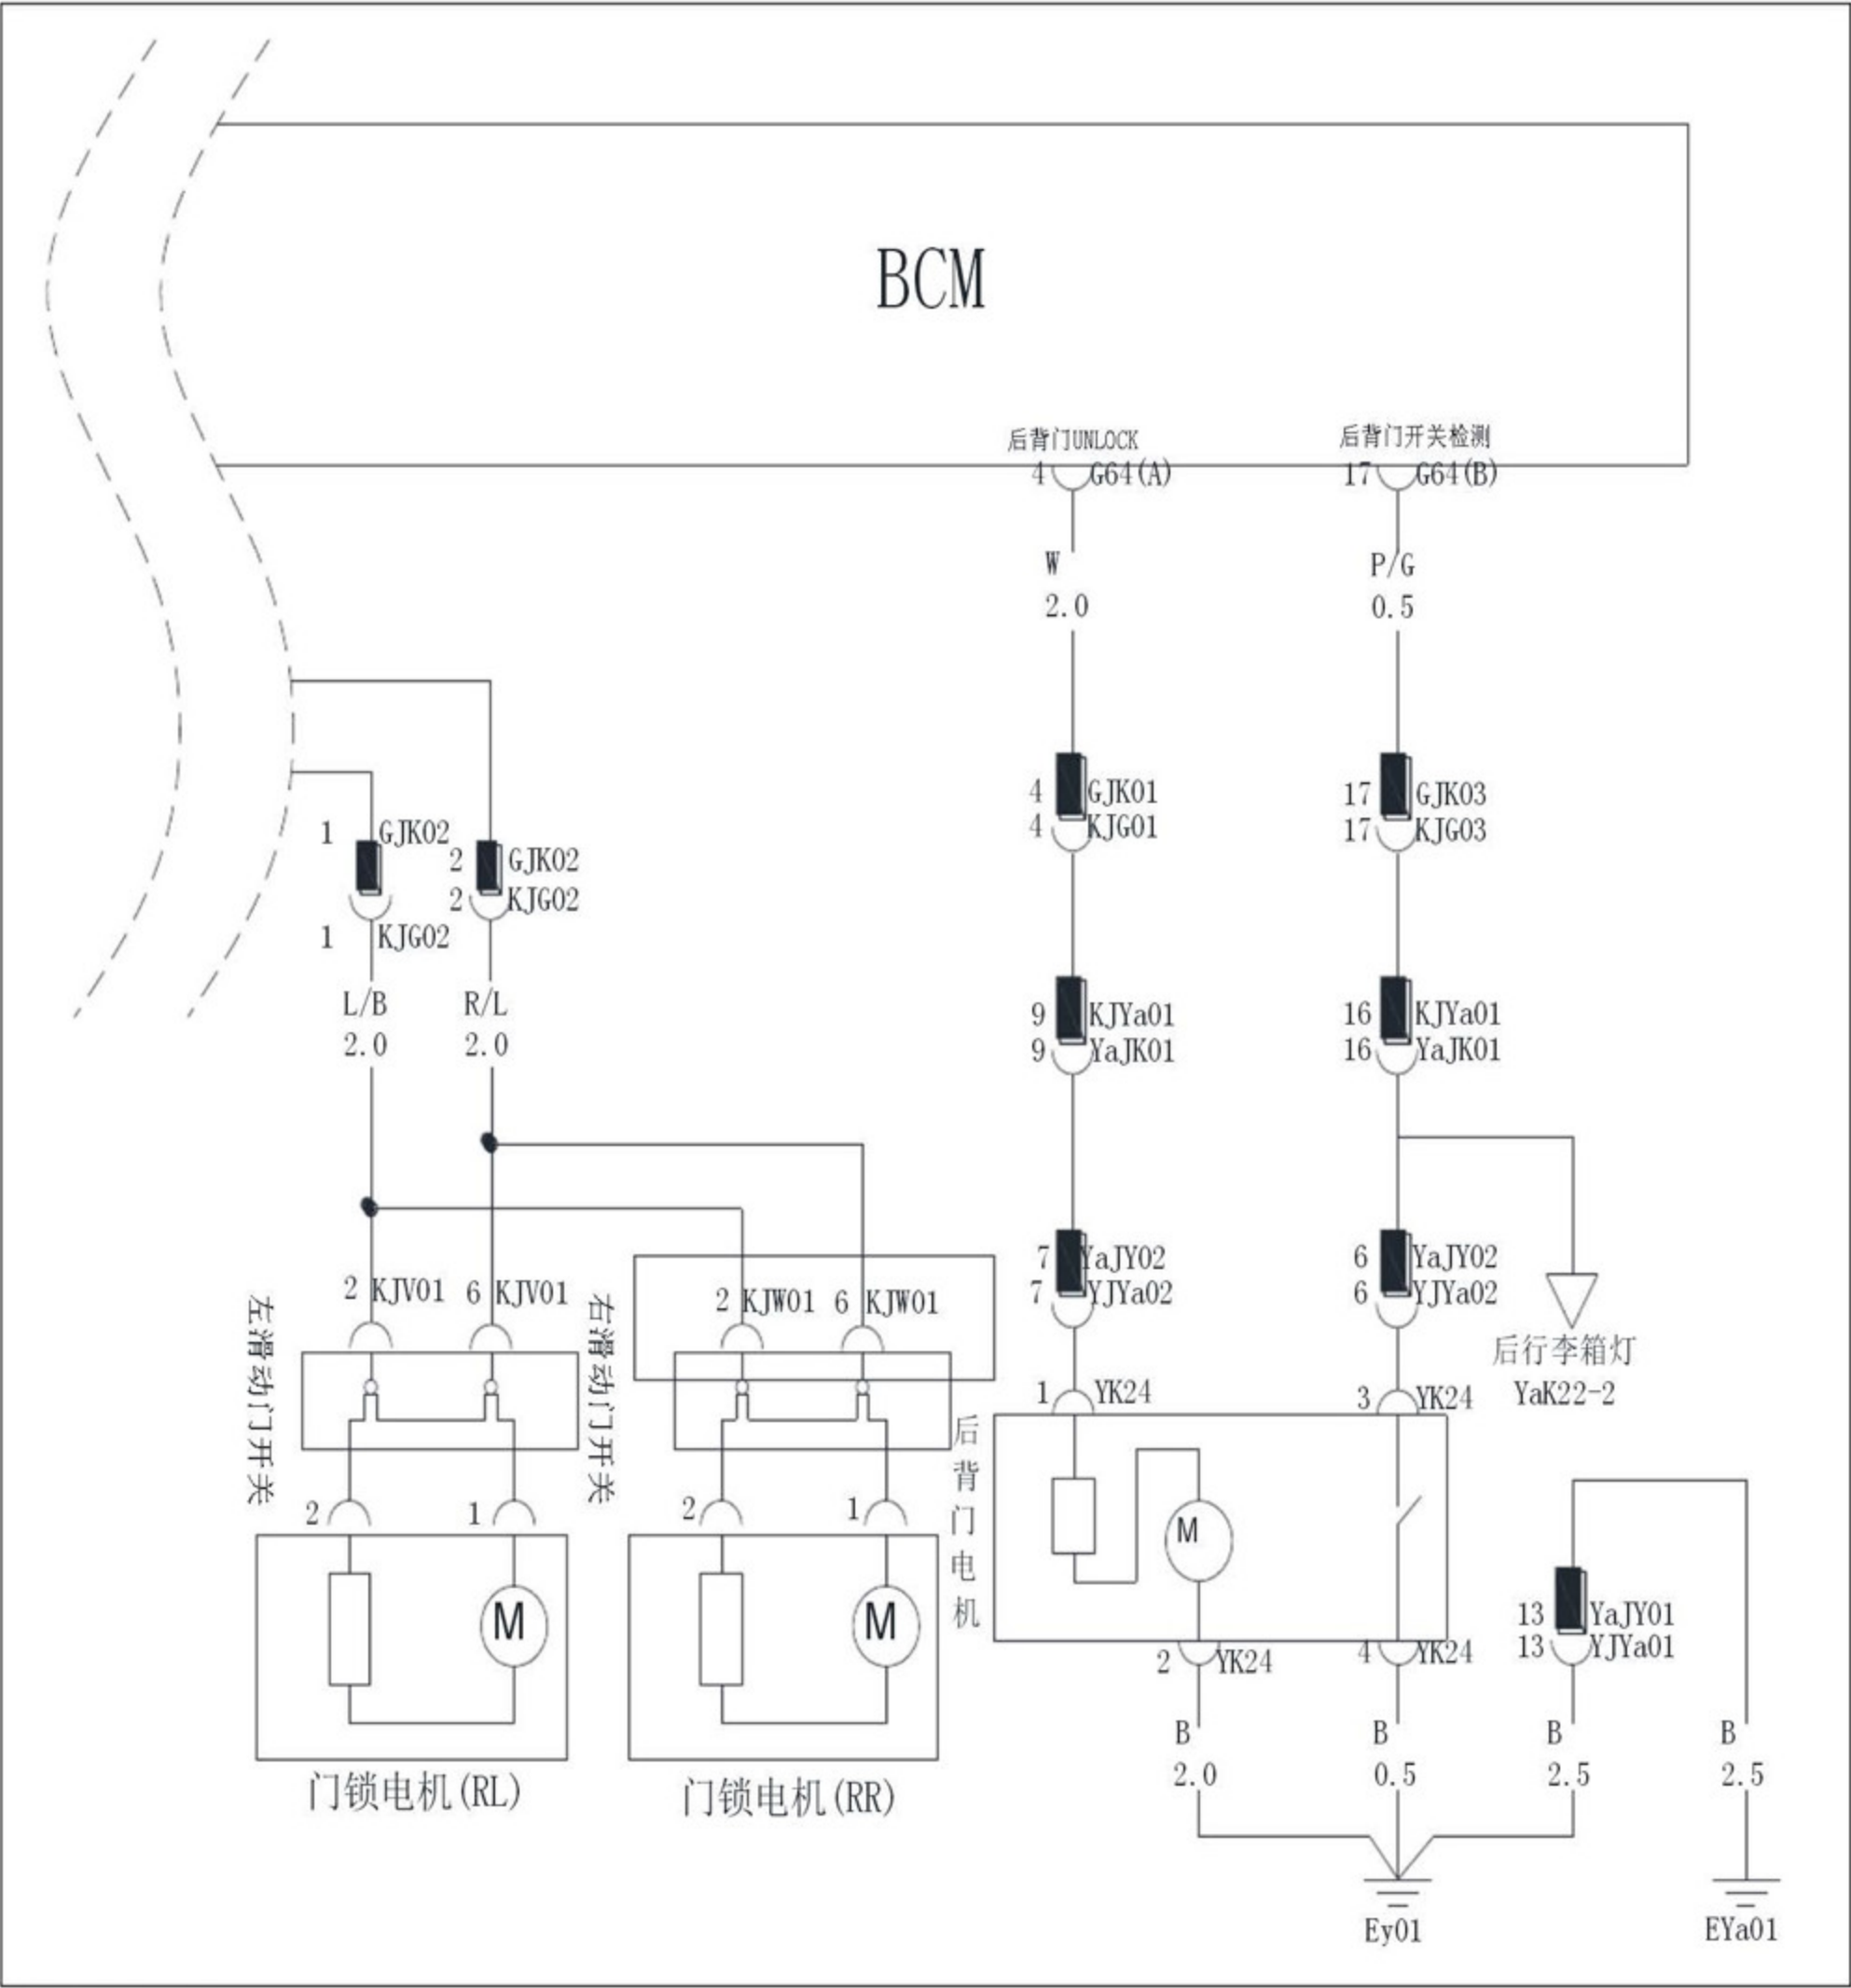 BCM
后背门UNLOCK
后背门开关检测
4 G64(A)
17 G64(B)
W
2.0
P/G
0.5
4 GJK01
4 KJG01
17 GJK03
17 KJG03
1 GJK02
1 KJG02
2 GJK02
2 KJG02
L/B
2.0
R/L
2.0
9 KJYa01
9 YaJK01
16 KJYa01
16 YaJK01
7 YaJY02
7 YJYa02
6 YaJY02
6 YJYa02
2 KJV01
6 KJV01
2 KJW01
6 KJW01
左滑动门开关
右滑动门开关
后行李箱灯
YaK22-2
1 YK24
3 YK24
后背门电机
2
1
2
1
M
M
M
门锁电机(RL)
门锁电机(RR)
2 YK24
4 YK24
13 YaJY01
13 YJYa01
B
2.0
B
0.5
B
2.5
B
2.5
Ey01
EYa01